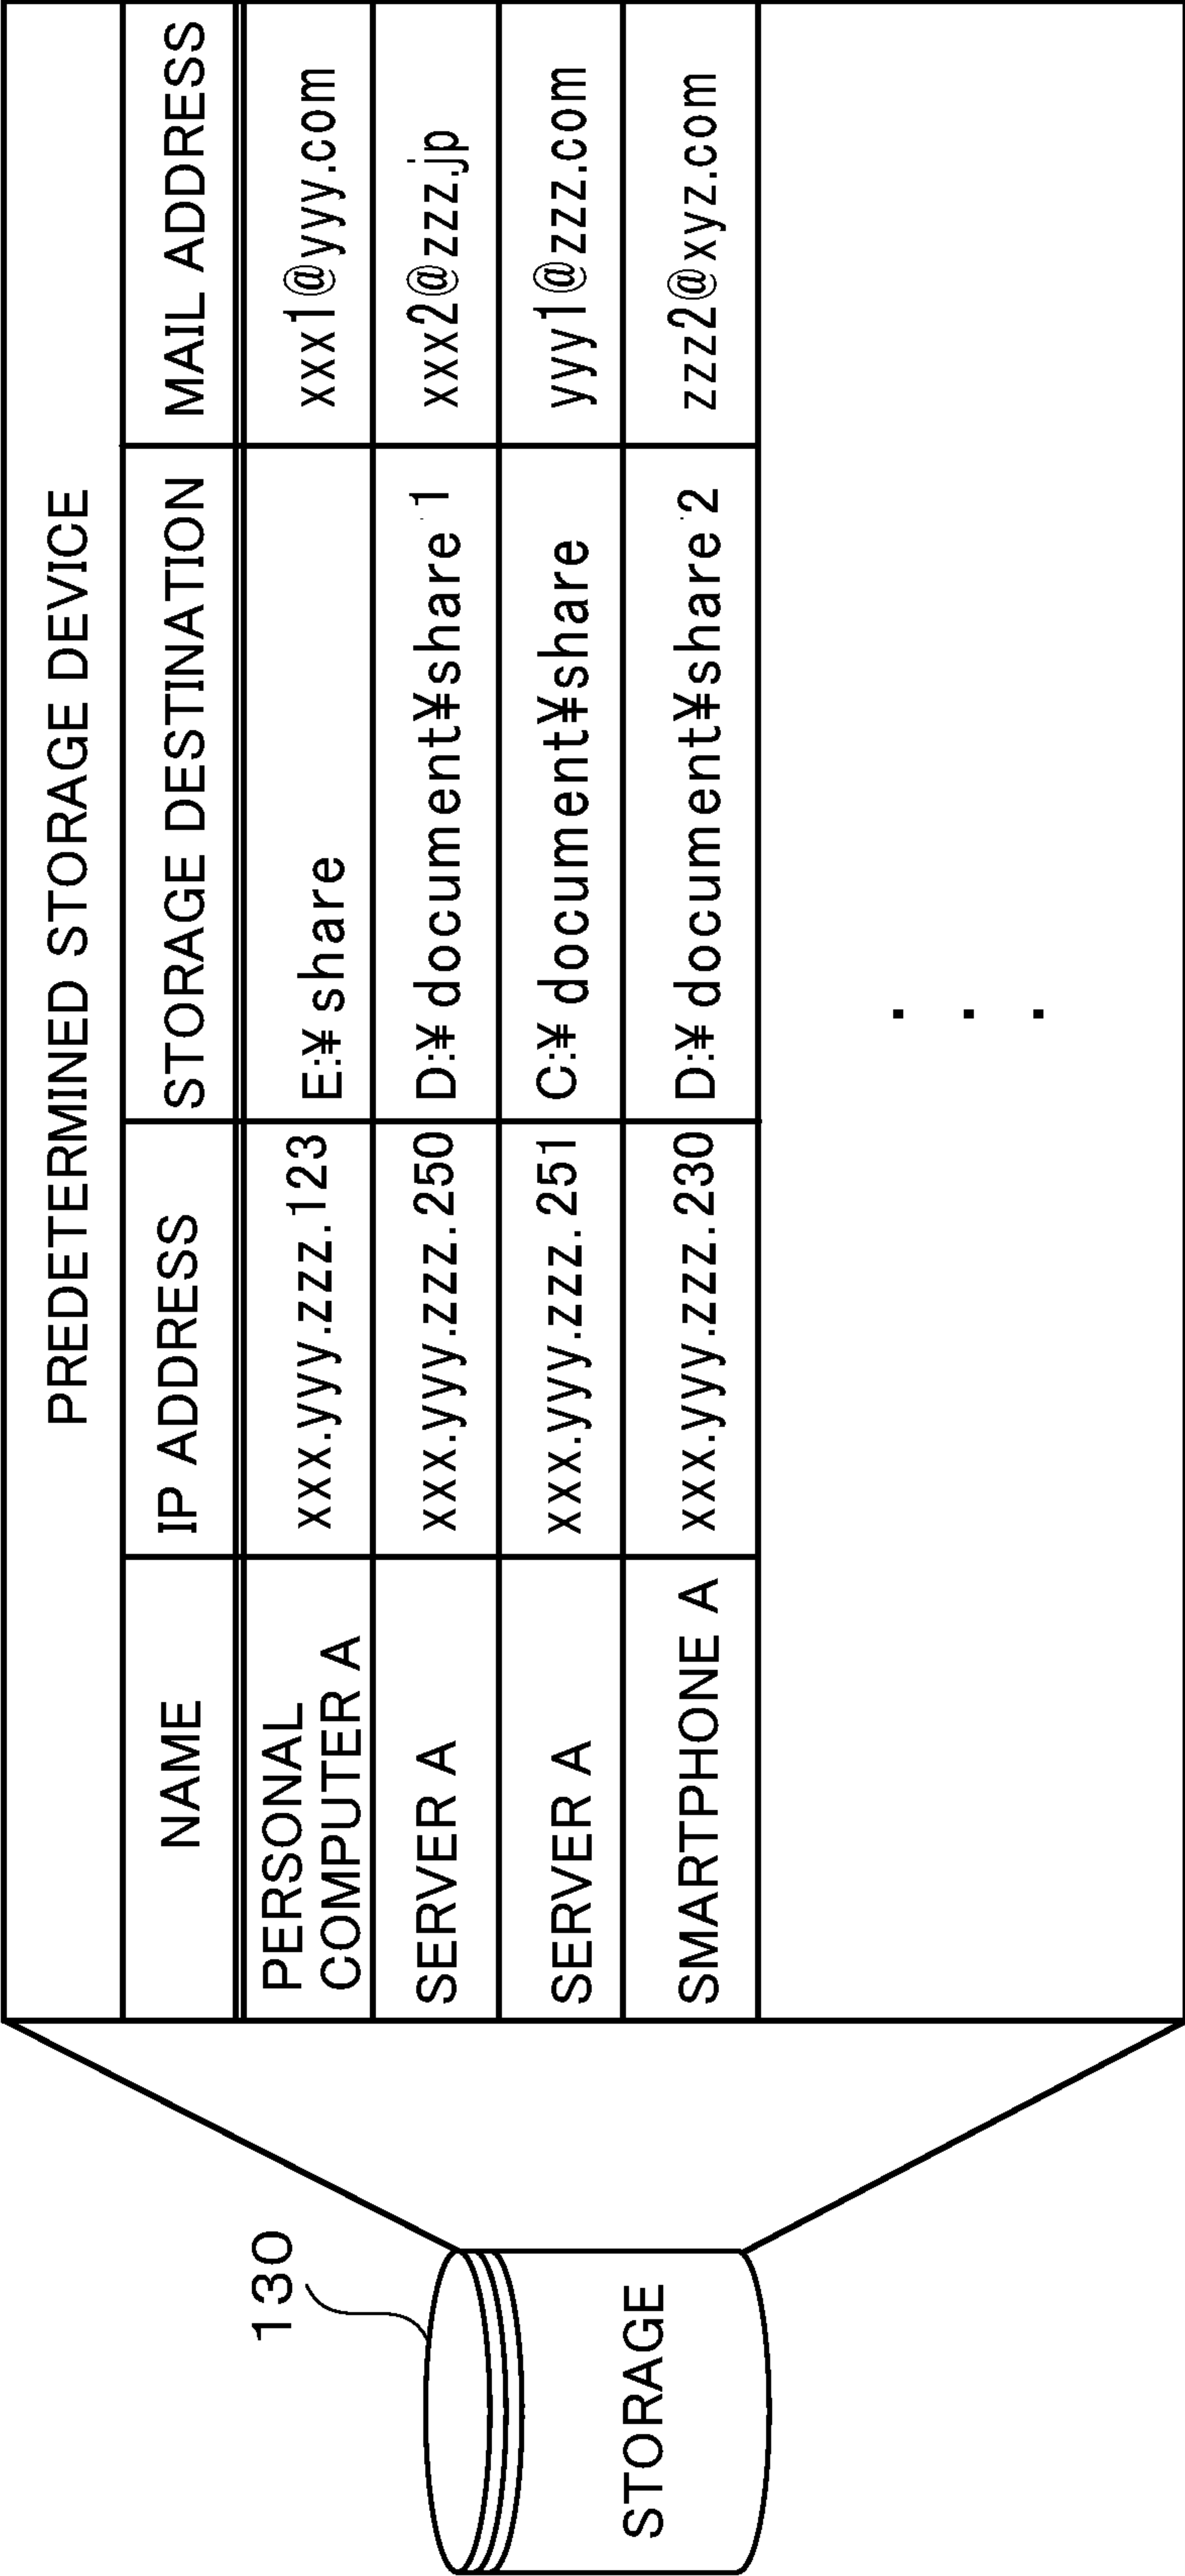 PREDETERMINED STORAGE DEVICE
NAME IP ADDRESS STORAGE DESTINATION MAIL ADDRESS
PERSONAL
COMPUTER A xxx.yyy.zzz.123 E:¥share xxx1@yyy.com
SERVER A xxx.yyy.zzz.250 D:¥document¥share 1 xxx2@zzz.jp
SERVER A xxx.yyy.zzz.251 C:¥document¥share yyy1@zzz.com
SMARTPHONE A xxx.yyy.zzz.230 D:¥document¥share 2 zzz2@xyz.com
. . .
130
STORAGE